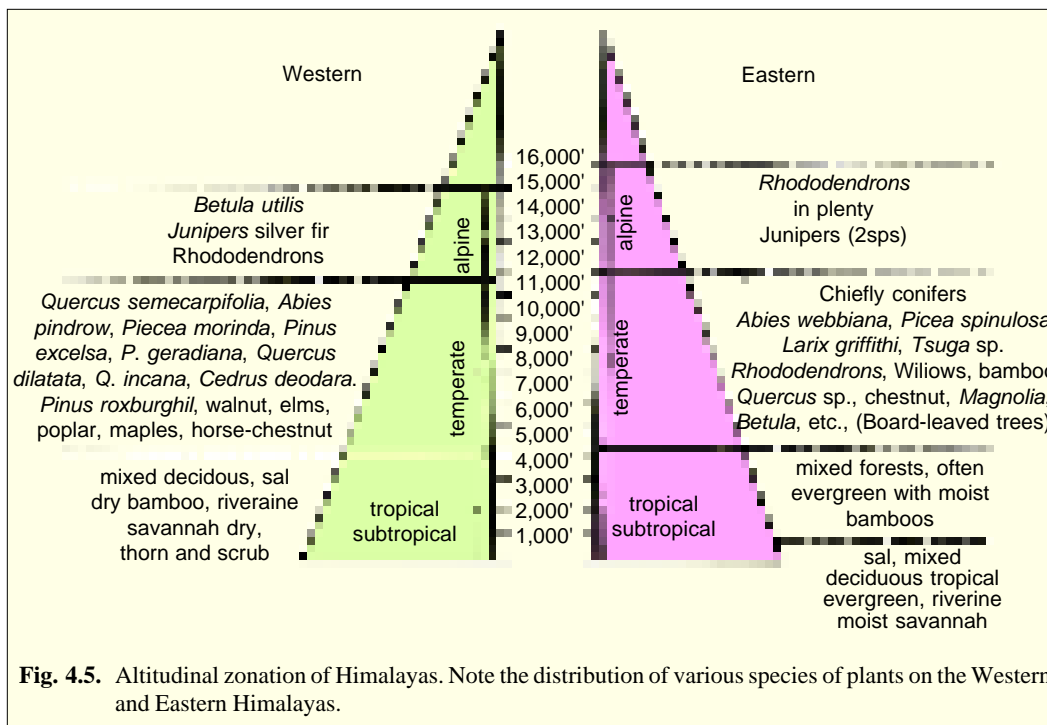 Western
Eastern
Betula utilis
Junipers silver fir
Rhododendrons
Quercus semecarpifolia, Abies
pindrow, Piecea morinda, Pinus
excelsa, P. geradiana, Quercus
dilatata, Q. incana, Cedrus deodara.
Pinus roxburghil, walnut, elms,
poplar, maples, horse-chestnut
mixed decidous, sal
dry bamboo, riveraine
savannah dry,
thorn and scrub
alpine
temperate
tropical
subtropical
16,000'
15,000'
14,000'
13,000'
12,000'
11,000'
10,000'
9,000'
8,000'
7,000'
6,000'
5,000'
4,000'
3,000'
2,000'
1,000'
alpine
temperate
tropical
subtropical
Rhododendrons
in plenty
Junipers (2sps)
Chiefly conifers
Abies webbiana, Picea spinulosa
Larix griffithi, Tsuga sp.
Rhododendrons, Wiliows, bamboo
Quercus sp., chestnut, Magnolia,
Betula, etc., (Board-leaved trees)
mixed forests, often
evergreen with moist
bamboos
sal, mixed
deciduous tropical
evergreen, riverine
moist savannah
Fig. 4.5. Altitudinal zonation of Himalayas. Note the distribution of various species of plants on the Western
and Eastern Himalayas.